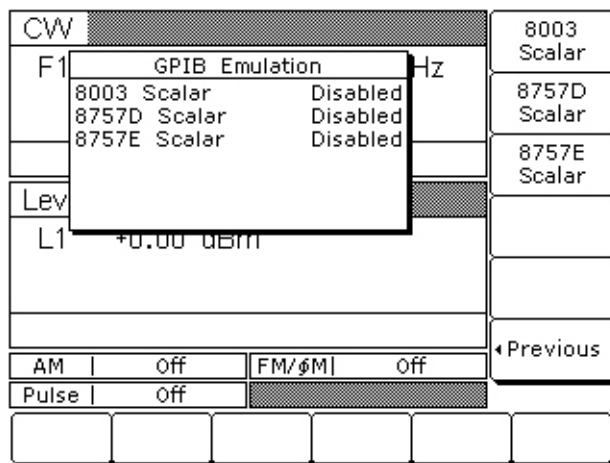 CW
F1
Hz
GPIB Emulation
8003 Scalar Disabled
8757D Scalar Disabled
8757E Scalar Disabled
L1 +0.00 dBm
AM Off
FM/ϕM Off
Pulse Off
8003
Scalar
8757D
Scalar
8757E
Scalar
Previous